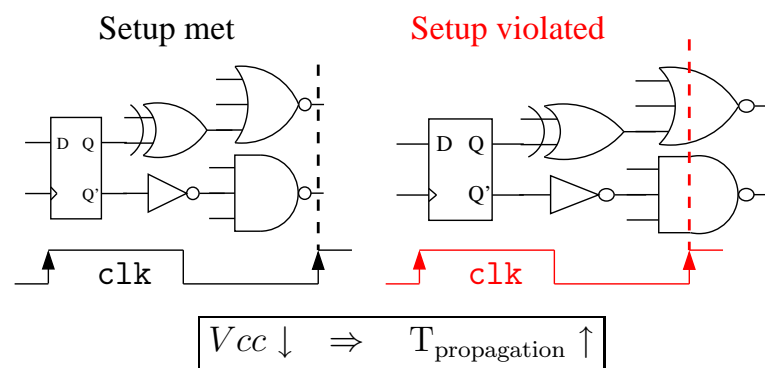 Setup met
Setup violated
D Q
Q'
D Q
Q'
clk
clk
Vcc ↓ ⇒ T_propagation ↑